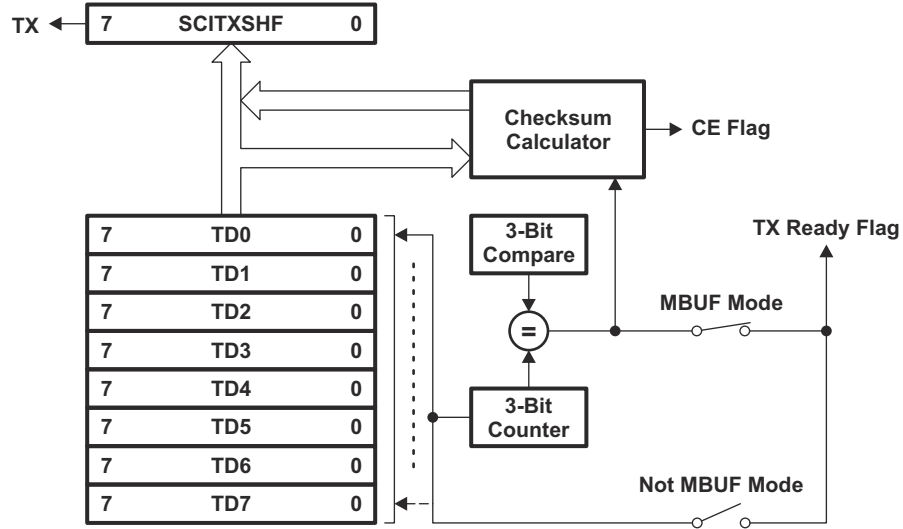 TX
7 SCITXSHF 0
Checksum
Calculator
CE Flag
7 TD0 0
7 TD1 0
7 TD2 0
7 TD3 0
7 TD4 0
7 TD5 0
7 TD6 0
7 TD7 0
3-Bit
Compare
=
3-Bit
Counter
TX Ready Flag
MBUF Mode
Not MBUF Mode